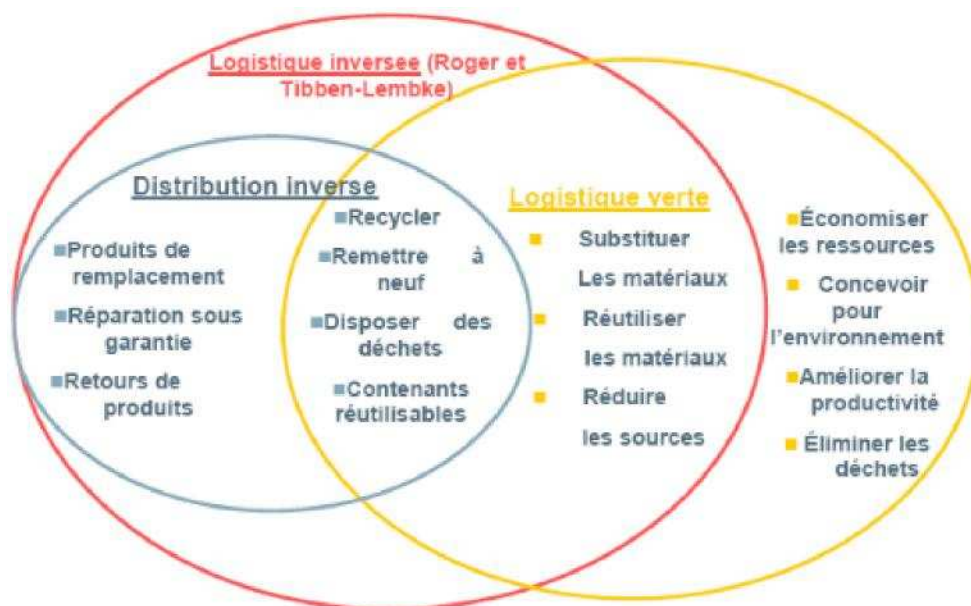 Logistique inversee (Roger et
Tibben-Lembke)
Distribution inverse
■Produits de
remplacement
■Réparation sous
garantie
■Retours de
produits
■Recycler
■Remettre à
neuf
■Disposer des
déchets
■Contenants
réutilisables
Logistique verte
■ Substituer
Les matériaux
■ Réutiliser
les matériaux
■ Réduire
les sources
■Économiser
les ressources
■ Concevoir
pour
l'environnement
■Améliorer la
productivité
■Éliminer les
déchets